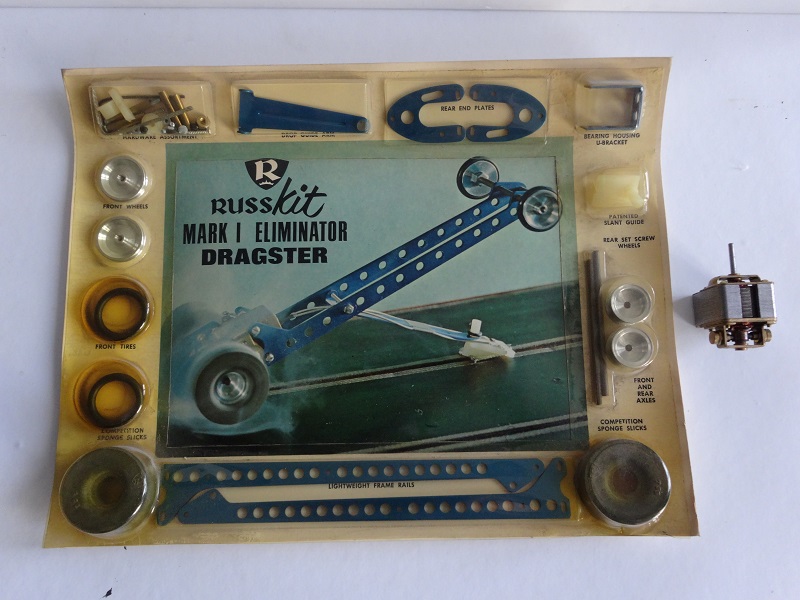 HARDWARE ASSORTMENT
DROP GUIDE ARM
REAR END PLATES
BEARING HOUSING
U-BRACKET
R
RUSSkit
MARK I ELIMINATOR
DRAGSTER
FRONT WHEELS
PATENTED
SLANT GUIDE
REAR SET SCREW
WHEELS
FRONT TIRES
FRONT
AND
REAR
AXLES
COMPETITION
SPONGE SLICKS
COMPETITION
SPONGE SLICKS
LIGHTWEIGHT FRAME RAILS